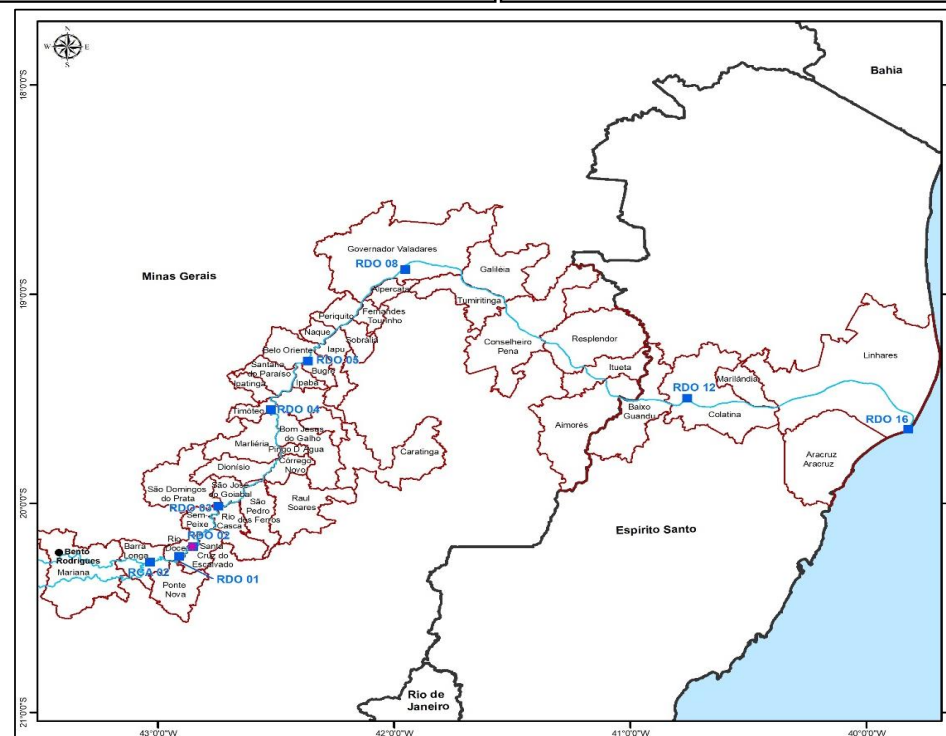 N
W
E
S
18°0'0"S
19°0'0"S
20°0'0"S
21°0'0"S
43°0'0"W
42°0'0"W
41°0'0"W
40°0'0"W
Bahia
Minas Gerais
Espirito Santo
Rio de
Janeiro
Governador Valadares
RDO 08
Galiléia
Alpercata
Tumiritinga
Fernandes
Tourinho
Periquito
Naque
Sobrália
Belo Oriente
Iapu
RDO 05
Santana
do Paraíso
Bugre
Ipatinga
Ipaba
Conselheiro
Pena
Resplendor
Itueta
Linhares
Marilândia
RDO 12
Baixo
Guandu
Colatina
RDO 16
Aimorés
Aracruz
Aracruz
Timóteo
RDO 04
Bom Jesus
do Galho
Marliéria
Pingo D'Água
Córrego
Novo
Caratinga
Dionísio
São José
do Goiabal
São Domingos
do Prata
São
Pedro
dos Ferros
Raul
Soares
RDO 03
Sem
Peixe
Rio
Casca
RDO 02
Rio
Doce
Santa
Cruz do
Escalvado
Barra
Longa
Bento
Rodrigues
Mariana
RCA 02
RDO 01
Ponte
Nova